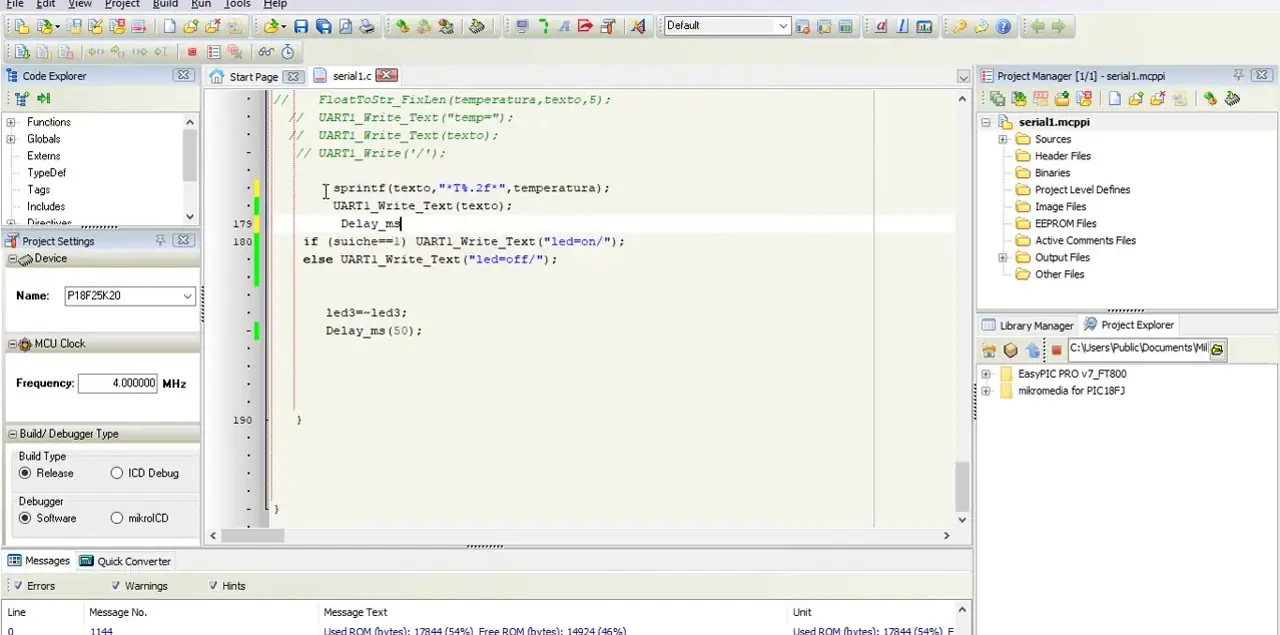 File Edit View Project Build Run Tools Help
Default
Code Explorer
Start Page
serial1.c
Project Manager [1/1] - serial1.mcppi
Functions
Globals
Externs
TypeDef
Tags
Includes
Directives
// FloatToStr_FixLen(temperatura,texto,5);
// UART1_Write_Text("temp=");
// UART1_Write_Text(texto);
// UART1_Write('/');
sprintf(texto,"*T%.2f*",temperatura);
UART1_Write_Text(texto);
179 Delay_ms
180 if (suiche==1) UART1_Write_Text("led=on/");
else UART1_Write_Text("led=off/");
led3=~led3;
Delay_ms(50);
190 }
}
Project Settings
Device
Name: P18F25K20
MCU Clock
Frequency: 4.000000 MHz
Build/ Debugger Type
Build Type
Release ICD Debug
Debugger
Software mikroICD
serial1.mcppi
Sources
Header Files
Binaries
Project Level Defines
Image Files
EEPROM Files
Active Comments Files
Output Files
Other Files
Library Manager Project Explorer
C:\Users\Public\Documents\Mil
EasyPIC PRO v7_FT800
mikromedia for PIC18FJ
Messages Quick Converter
Errors Warnings Hints
Line Message No. Message Text Unit
0 1144 Used ROM (bytes): 17844 (54%) Free ROM (bytes): 14924 (46%) Used ROM (bytes): 17844 (54%) F